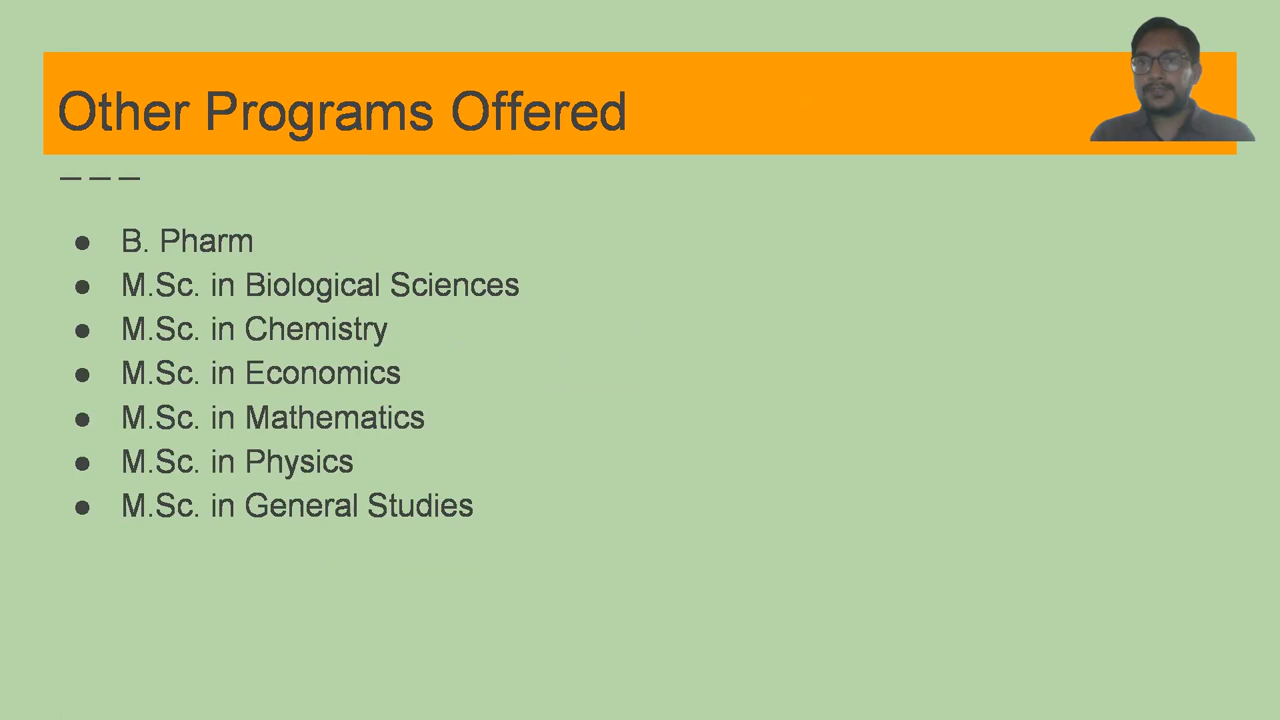 Other Programs Offered
● B. Pharm
● M.Sc. in Biological Sciences
● M.Sc. in Chemistry
● M.Sc. in Economics
● M.Sc. in Mathematics
● M.Sc. in Physics
● M.Sc. in General Studies